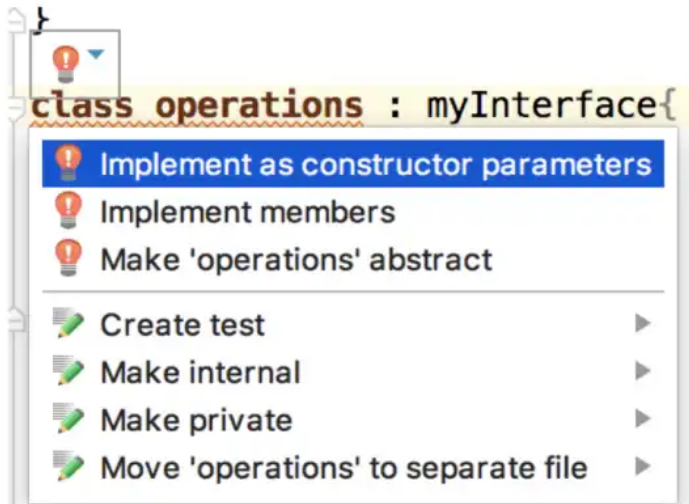 }
class operations : myInterface{
Implement as constructor parameters
Implement members
Make 'operations' abstract
Create test
Make internal
Make private
Move 'operations' to separate file